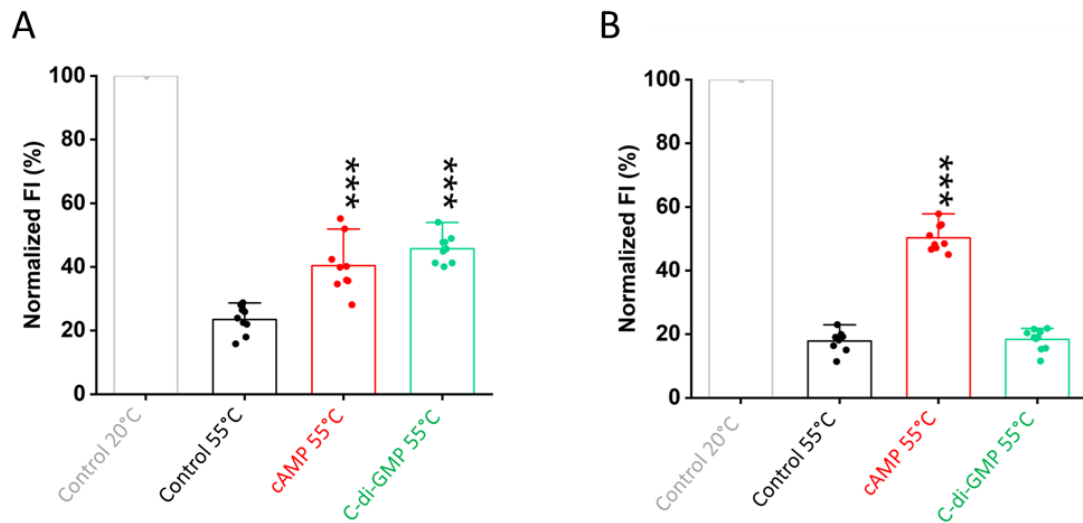 A
Normalized FI (%)
100
80
60
40
20
0
***
***
Control 20°C
Control 55°C
cAMP 55°C
C-di-GMP 55°C
B
Normalized FI (%)
100
80
60
40
20
0
***
Control 20°C
Control 55°C
cAMP 55°C
C-di-GMP 55°C